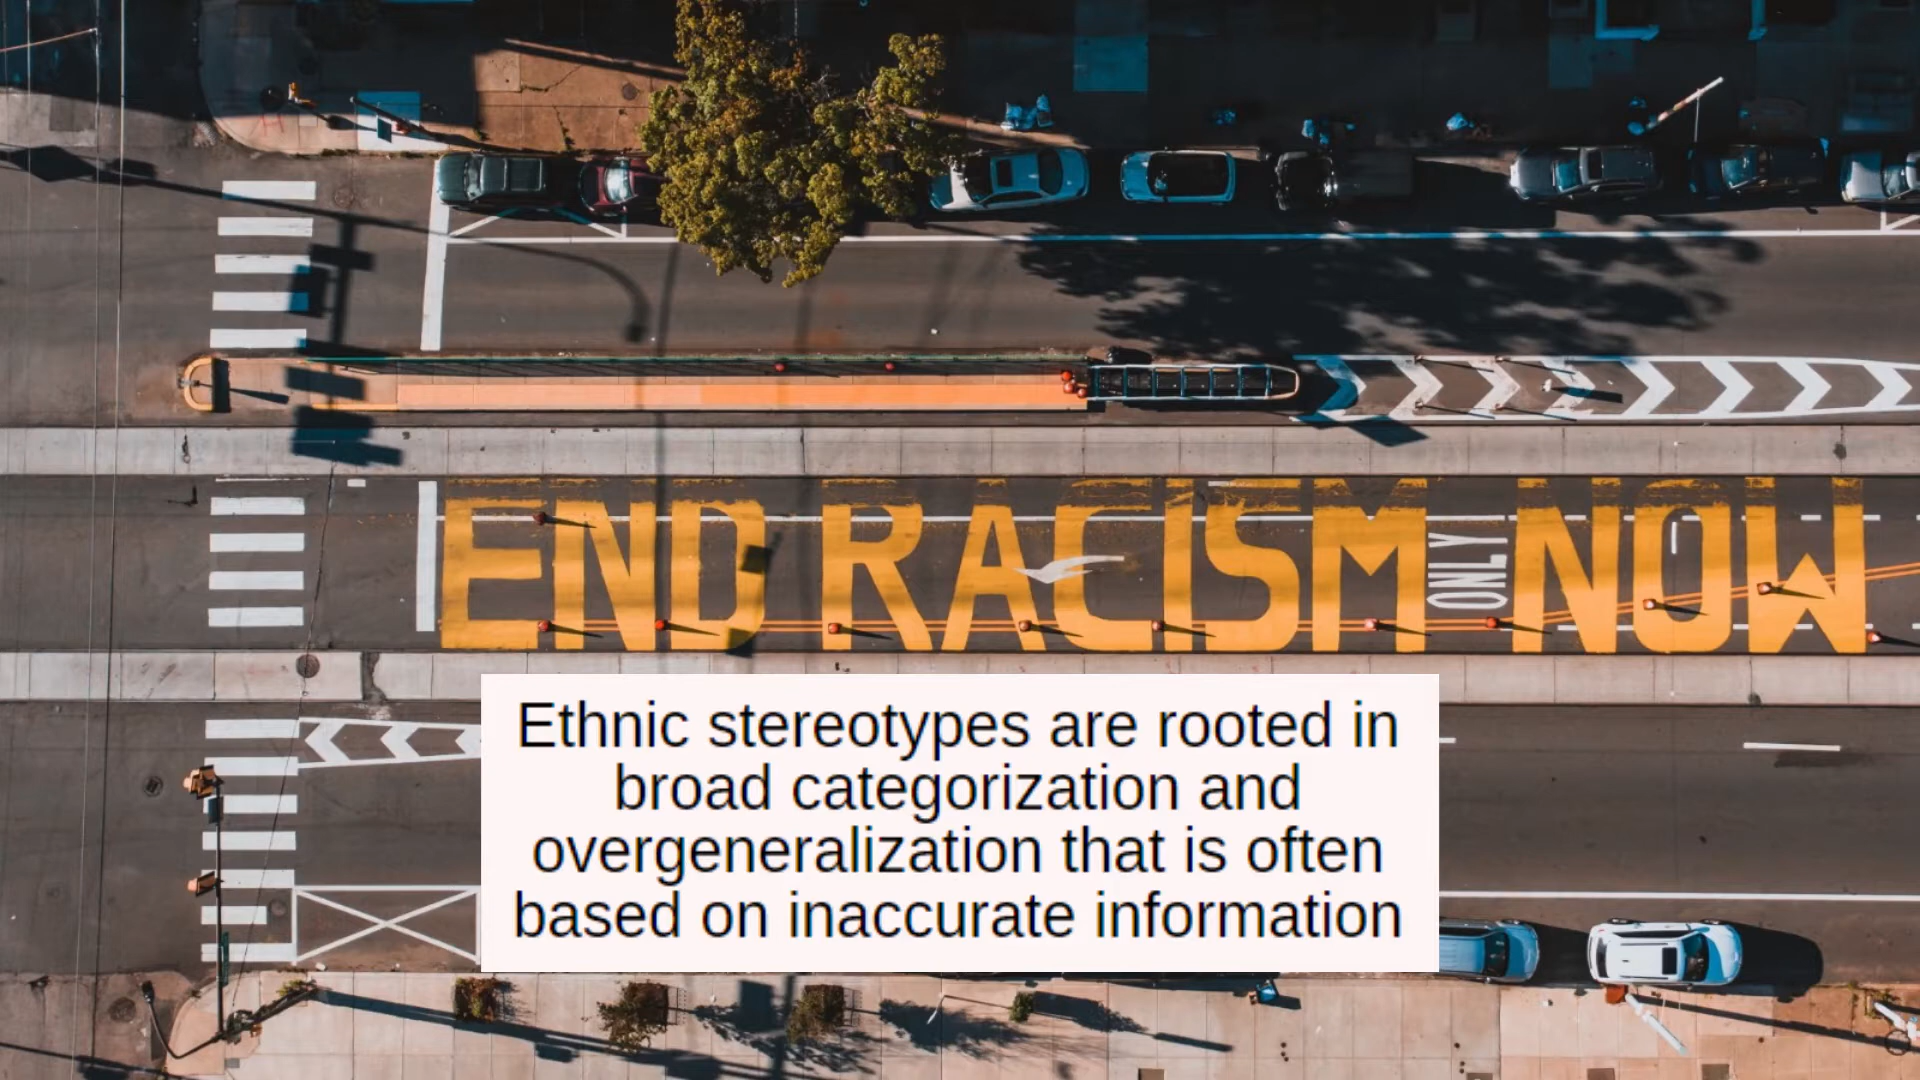 END RACISM NOW
ONLY
Ethnic stereotypes are rooted in
broad categorization and
overgeneralization that is often
based on inaccurate information